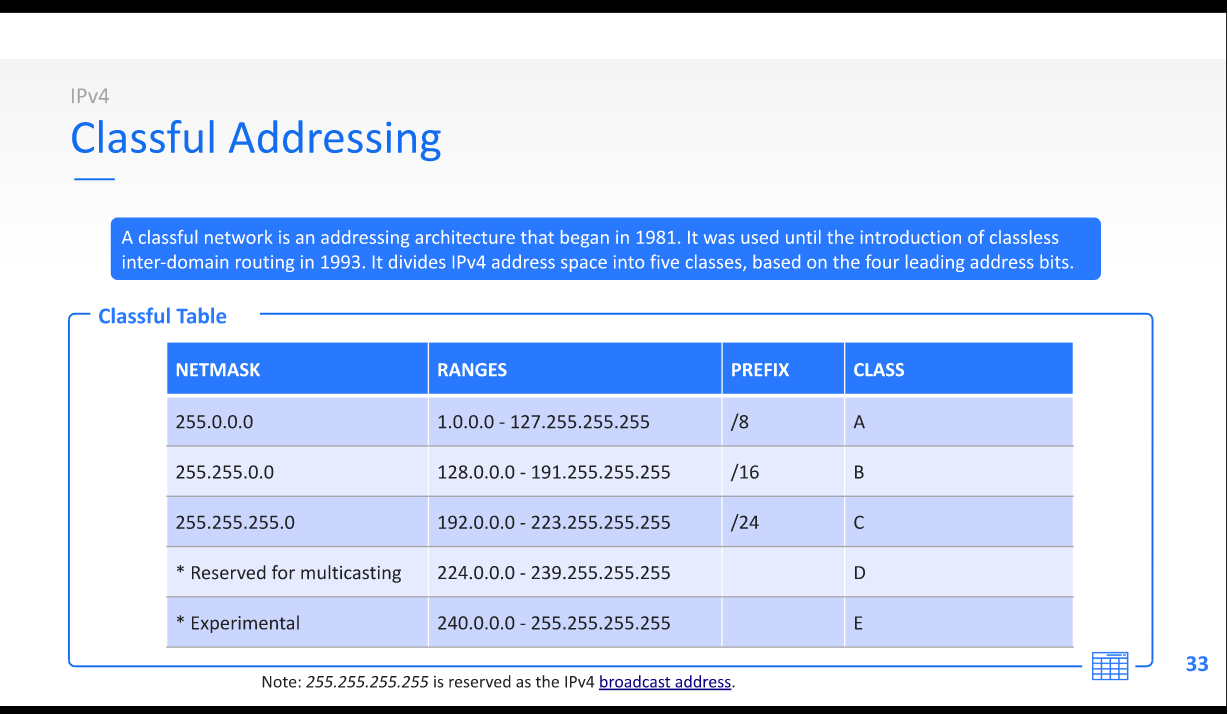 IPv4
Classful Addressing
A classful network is an addressing architecture that began in 1981. It was used until the introduction of classless
inter-domain routing in 1993. It divides IPv4 address space into five classes, based on the four leading address bits.
Classful Table
NETMASK RANGES PREFIX CLASS
255.0.0.0 1.0.0.0 - 127.255.255.255 /8 A
255.255.0.0 128.0.0.0 - 191.255.255.255 /16 B
255.255.255.0 192.0.0.0 - 223.255.255.255 /24 C
* Reserved for multicasting 224.0.0.0 - 239.255.255.255 D
* Experimental 240.0.0.0 - 255.255.255.255 E
Note: 255.255.255.255 is reserved as the IPv4 broadcast address.
33